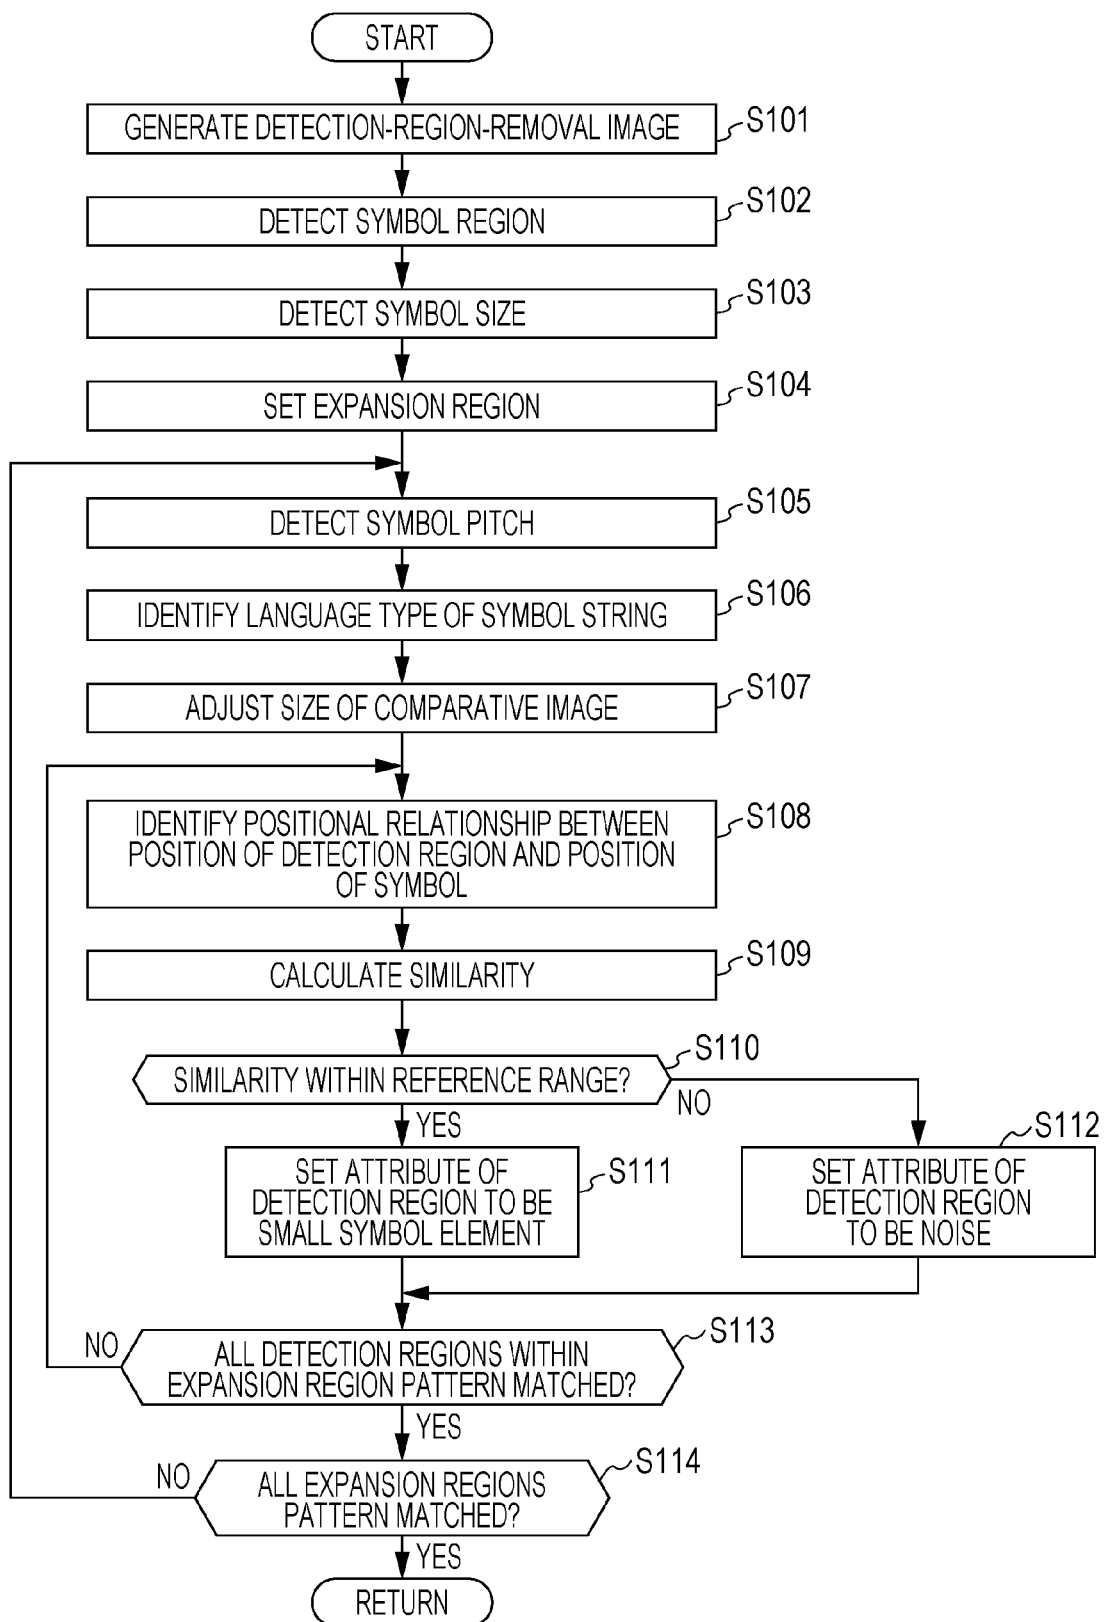 START
GENERATE DETECTION-REGION-REMOVAL IMAGE
S101
DETECT SYMBOL REGION
S102
DETECT SYMBOL SIZE
S103
SET EXPANSION REGION
S104
DETECT SYMBOL PITCH
S105
IDENTIFY LANGUAGE TYPE OF SYMBOL STRING
S106
ADJUST SIZE OF COMPARATIVE IMAGE
S107
IDENTIFY POSITIONAL RELATIONSHIP BETWEEN
POSITION OF DETECTION REGION AND POSITION
OF SYMBOL
S108
CALCULATE SIMILARITY
S109
SIMILARITY WITHIN REFERENCE RANGE?
S110
NO
YES
SET ATTRIBUTE OF
DETECTION REGION TO BE
SMALL SYMBOL ELEMENT
S111
SET ATTRIBUTE OF
DETECTION REGION
TO BE NOISE
S112
NO
ALL DETECTION REGIONS WITHIN
EXPANSION REGION PATTERN MATCHED?
S113
YES
NO
ALL EXPANSION REGIONS
PATTERN MATCHED?
S114
YES
RETURN